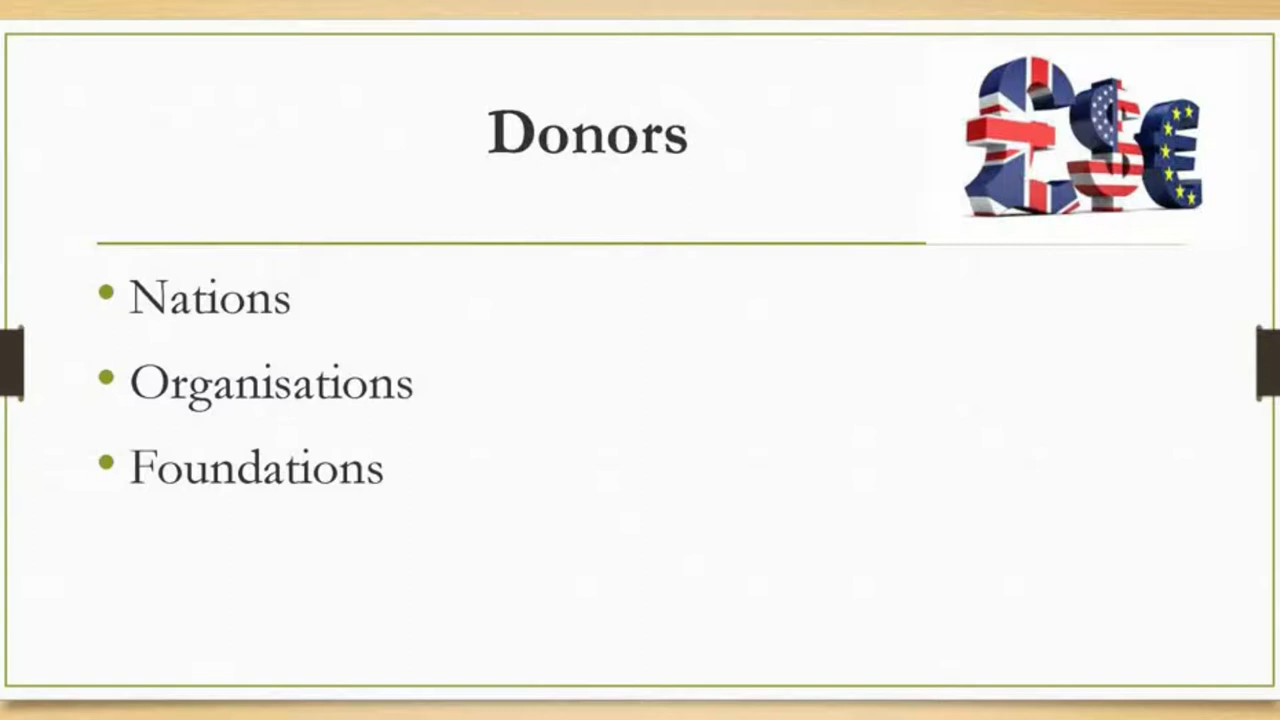 Donors
£$€
• Nations
• Organisations
• Foundations